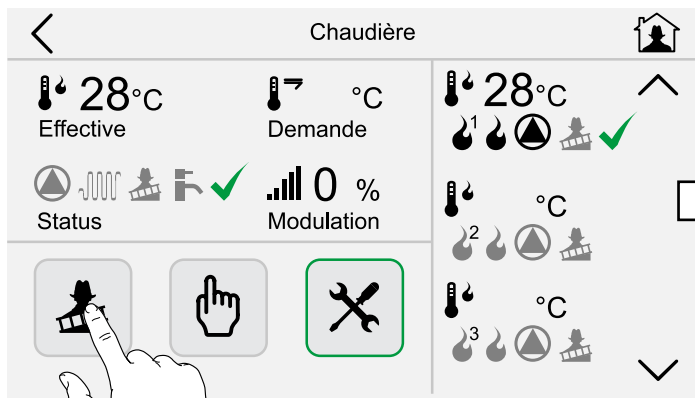 Chaudière
28°C
Effective
°C
Demande
Status
0 %
Modulation
28°C
1
°C
2
°C
3